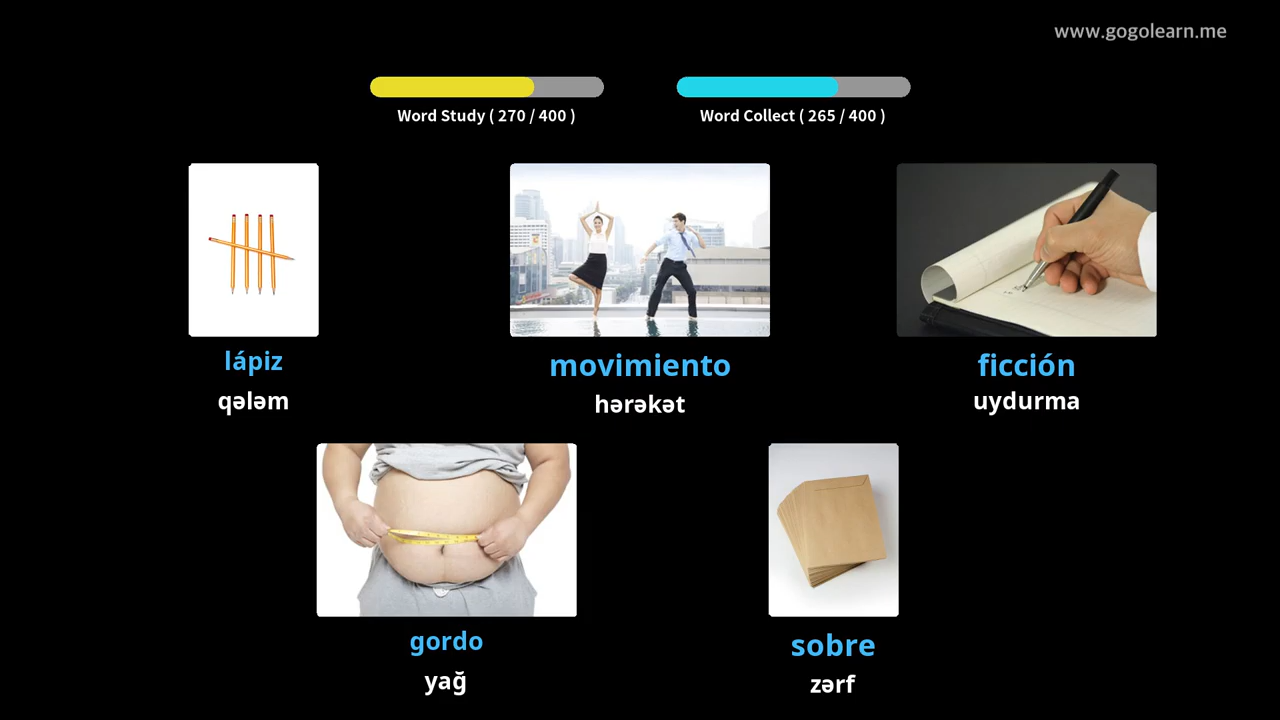 www.gogolearn.me
Word Study ( 270 / 400 )
Word Collect ( 265 / 400 )
lápiz
qələm
movimiento
hərəkət
ficción
uydurma
gordo
yağ
sobre
zərf